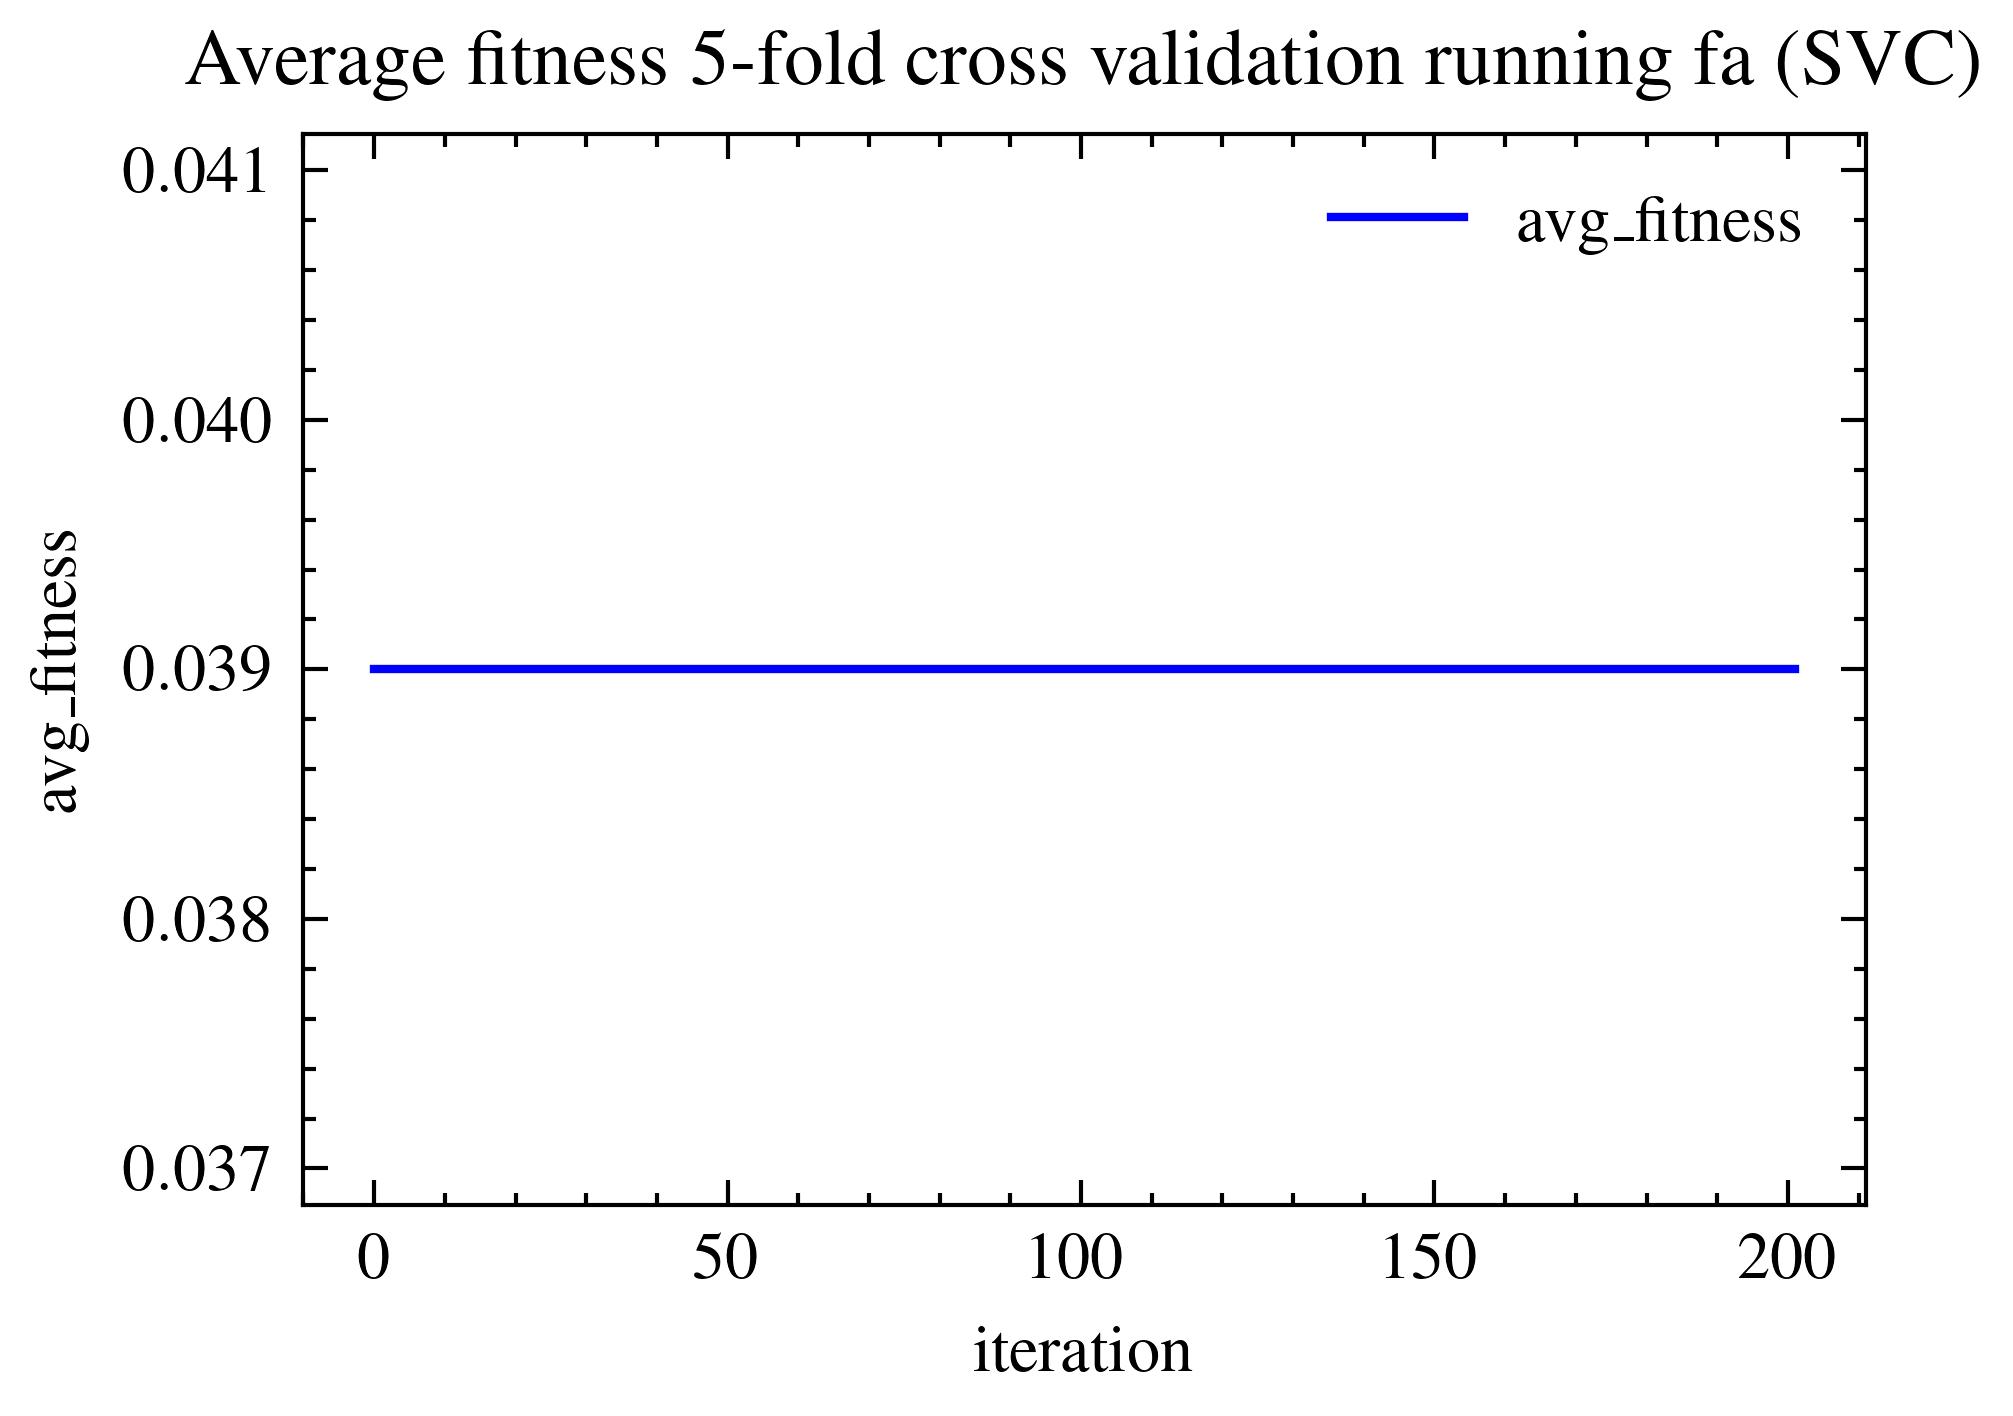 Average fitness 5-fold cross validation running fa (SVC)
avg_fitness
0.041
0.040
0.039
0.038
0.037
avg_fitness
0 50 100 150 200
iteration